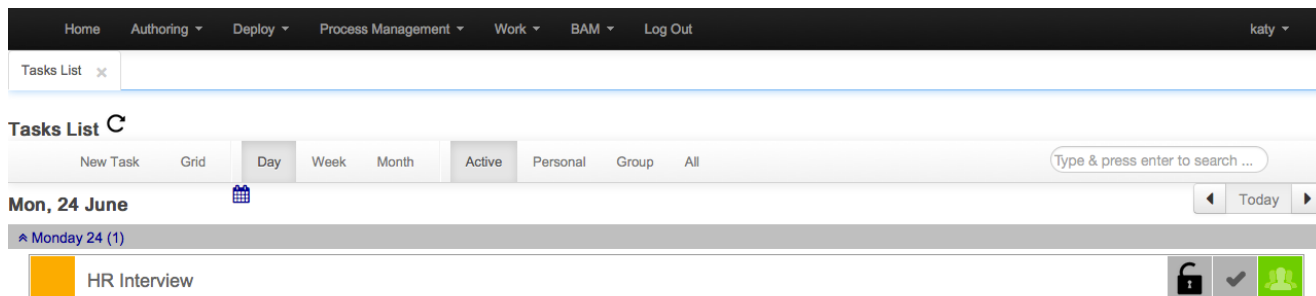 Home Authoring Deploy Process Management Work BAM Log Out katy
Tasks List
Tasks List
New Task Grid Day Week Month Active Personal Group All Type & press enter to search ...
Mon, 24 June Today
Monday 24 (1)
HR Interview